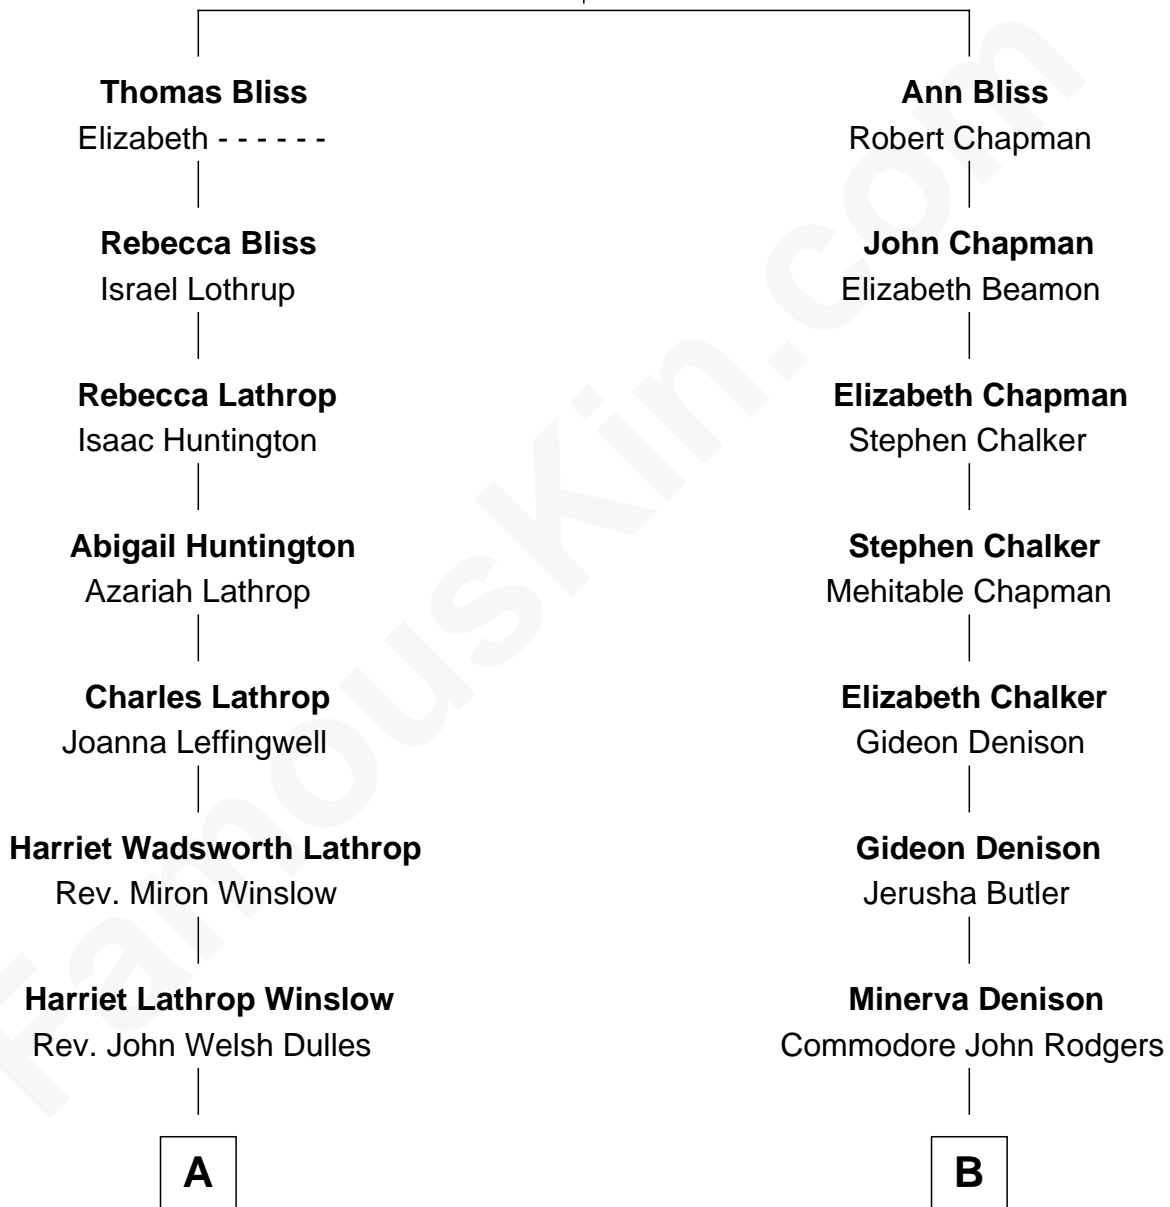 Thomas Bliss
Elizabeth - - - - - -
Rebecca Bliss
Israel Lothrup
Rebecca Lathrop
Isaac Huntington
Abigail Huntington
Azariah Lathrop
Charles Lathrop
Joanna Leffingwell
Harriet Wadsworth Lathrop
Rev. Miron Winslow
Harriet Lathrop Winslow
Rev. John Welsh Dulles
A
Ann Bliss
Robert Chapman
John Chapman
Elizabeth Beamon
Elizabeth Chapman
Stephen Chalker
Stephen Chalker
Mehitable Chapman
Elizabeth Chalker
Gideon Denison
Gideon Denison
Jerusha Butler
Minerva Denison
Commodore John Rodgers
B
FamousKin.com